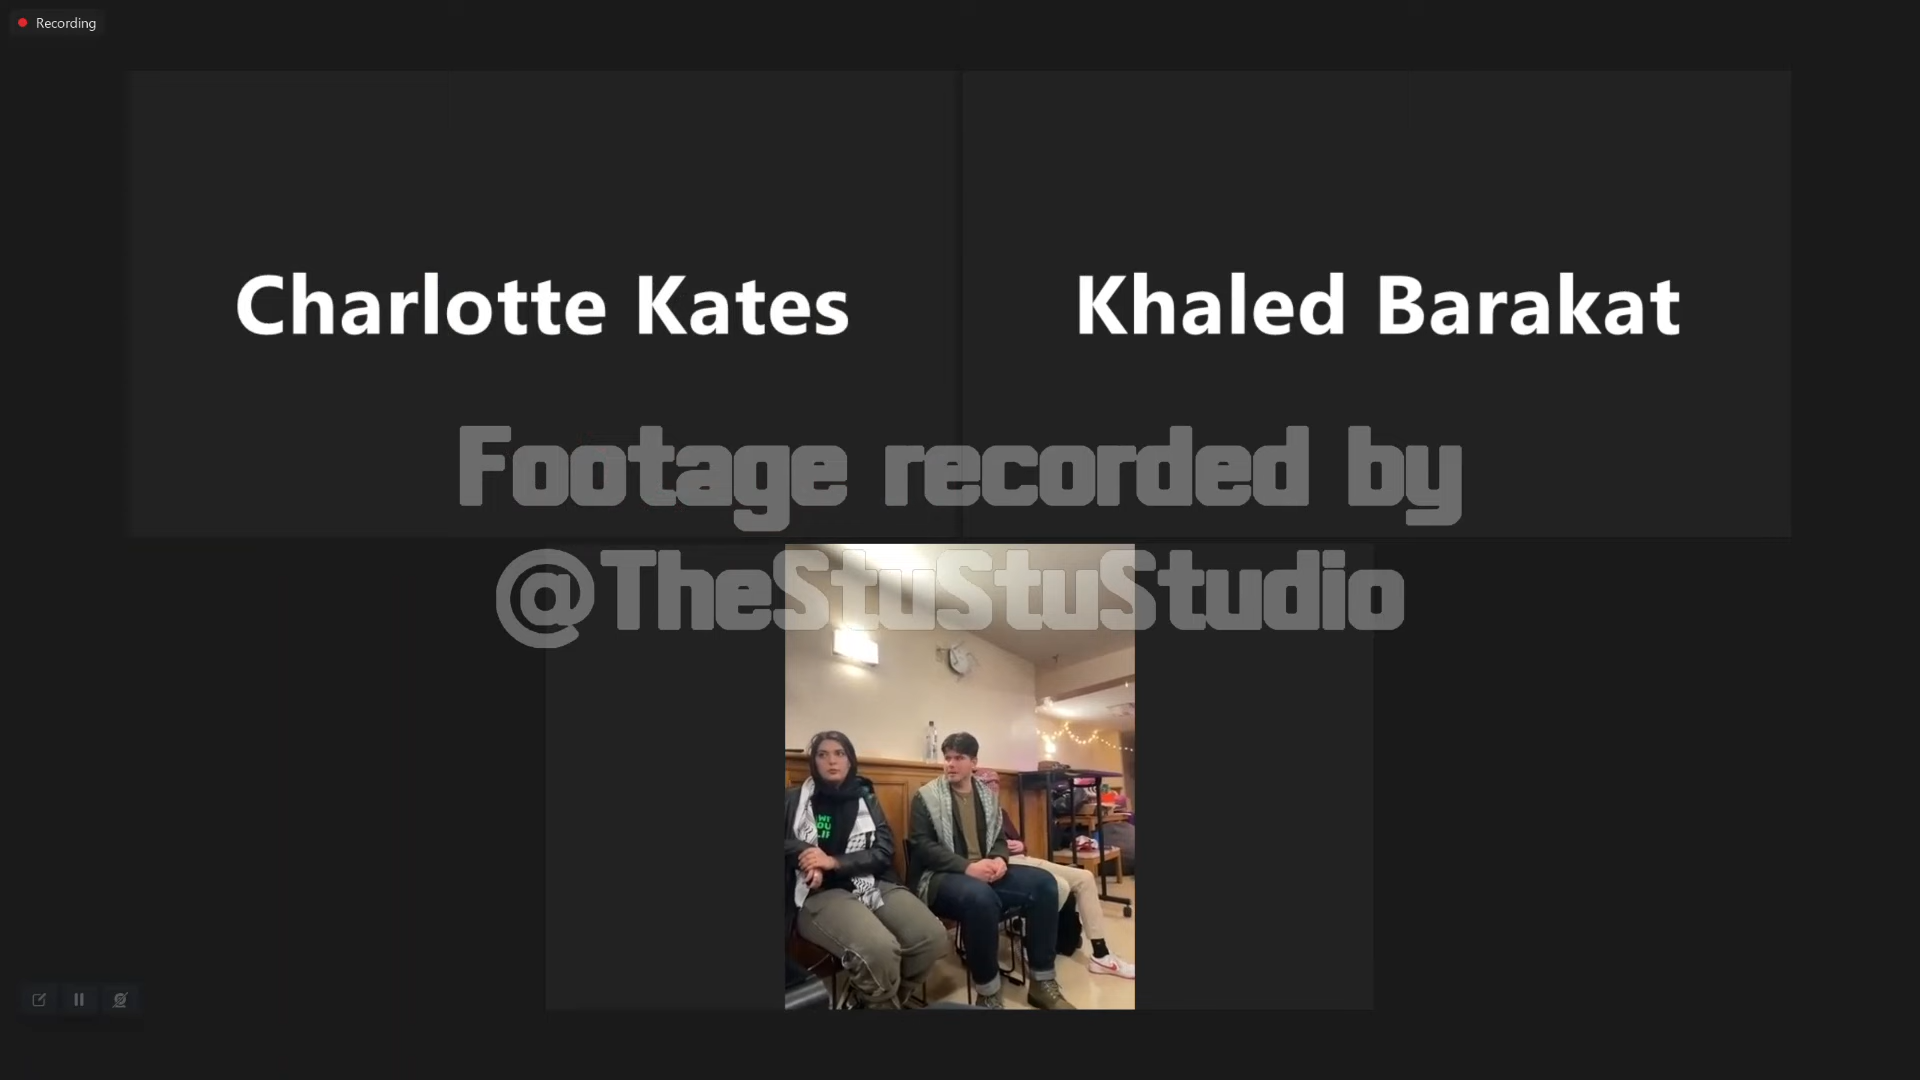 Recording
Charlotte Kates
Khaled Barakat
Footage recorded by
@TheStuStuStudio